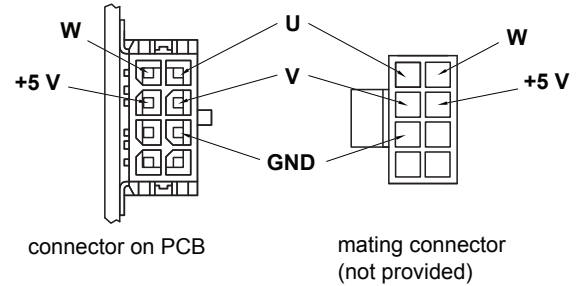 W
U
W
+5 V
V
+5 V
GND
connector on PCB
mating connector
(not provided)